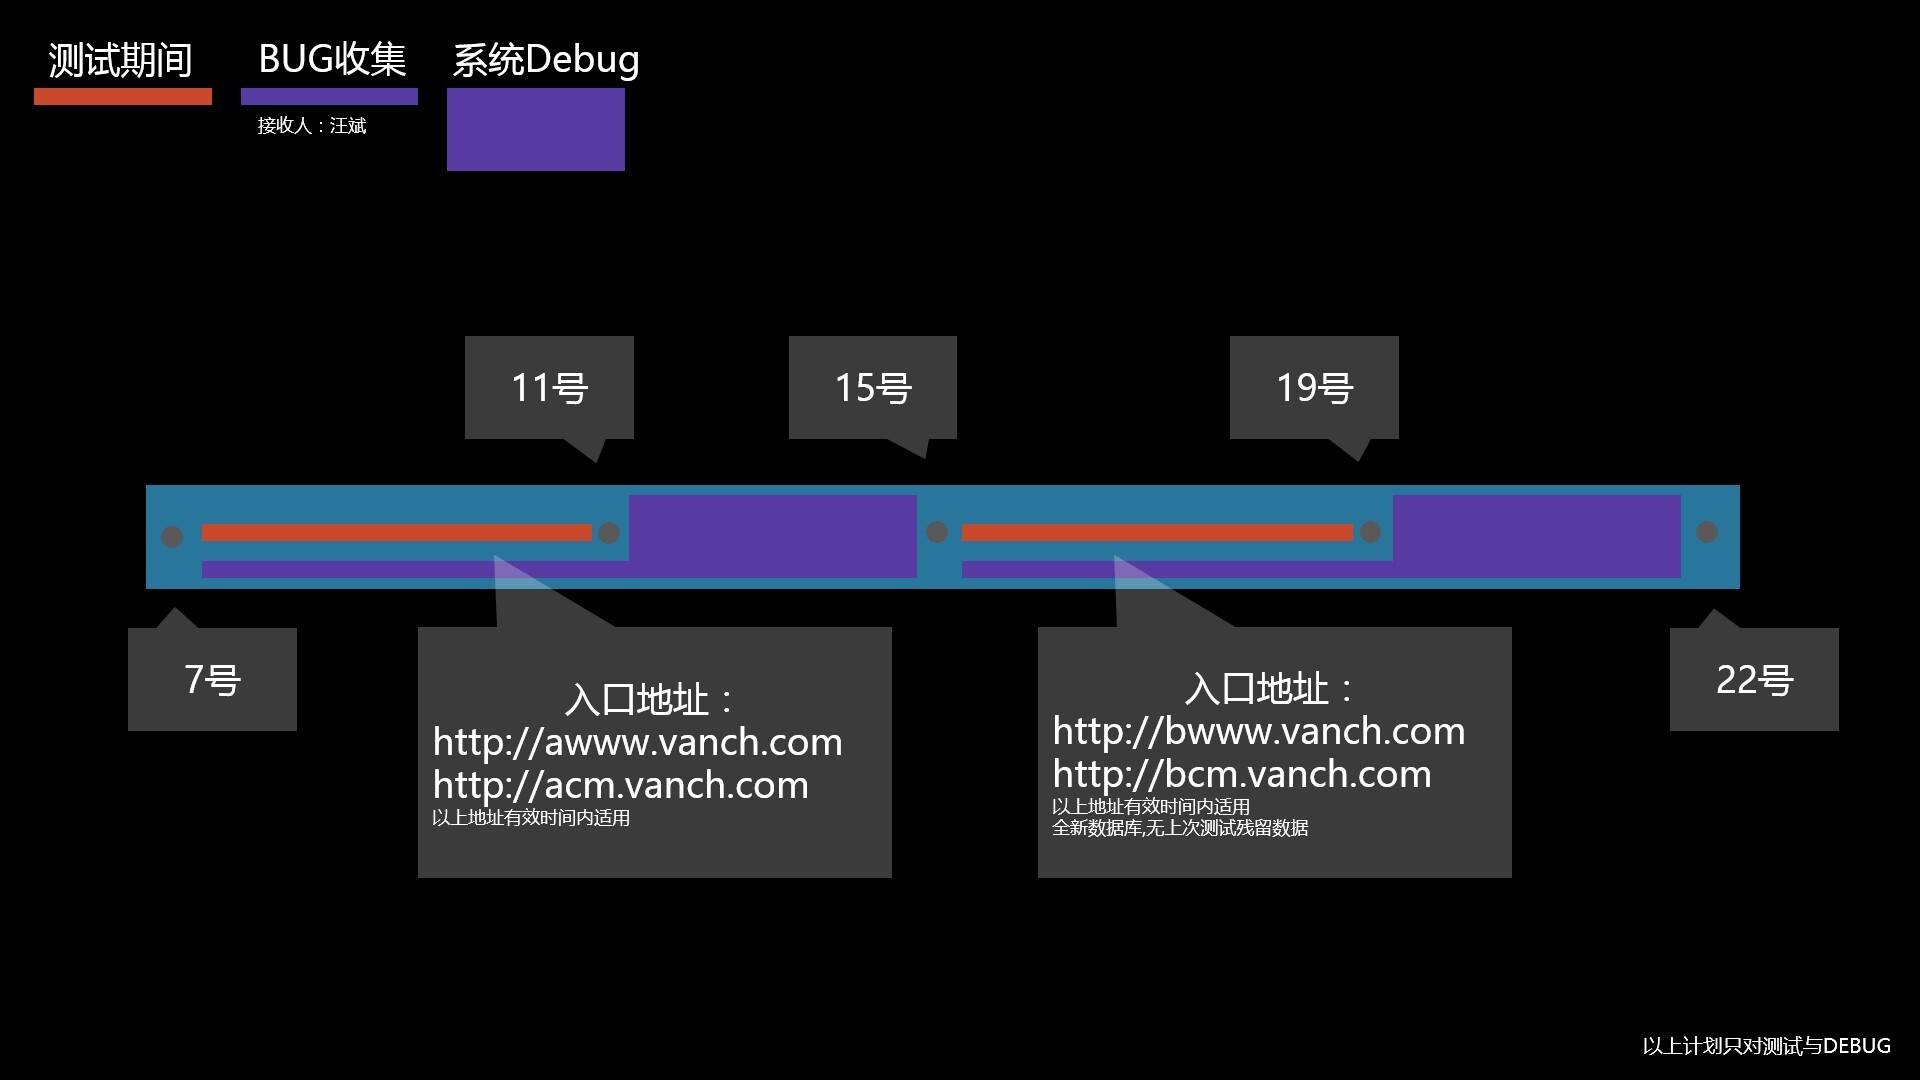 测试期间
BUG收集
系统Debug
接收人：汪斌
11号
15号
19号
7号
22号
入口地址：
http://awww.vanch.com
http://acm.vanch.com
以上地址有效时间内适用
入口地址：
http://bwww.vanch.com
http://bcm.vanch.com
以上地址有效时间内适用
全新数据库,无上次测试残留数据
以上计划只对测试与DEBUG